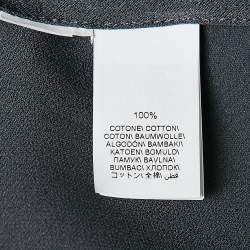 100%
COTONE\ COTTON\
COTON\ BAUMWOLLE\
ALGODÓN\ BAMBAKI\
KATOEN\ BOMULD\
ПАМУК\ BAVLNA\
BUMBAC\ ХЛОПОК\
コットン\ 全棉\ قطن\